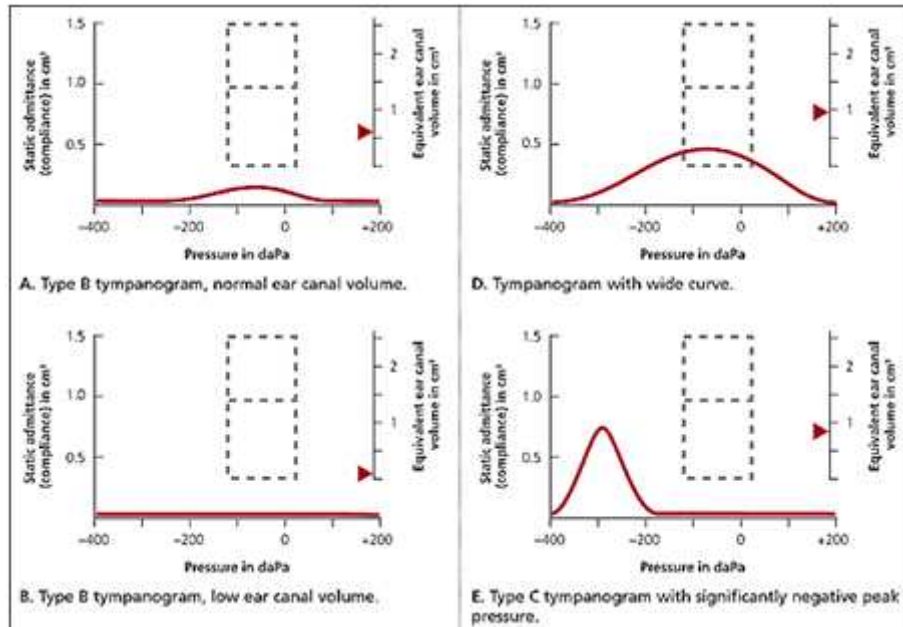 1.5
1.0
0.5
Static admittance
(compliance) in cm³
2
1
Equivalent ear canal
volume in cm³
−400 −200 0 +200
Pressure in daPa
A. Type B tympanogram, normal ear canal volume.
1.5
1.0
0.5
Static admittance
(compliance) in cm³
2
1
Equivalent ear canal
volume in cm³
−400 −200 0 +200
Pressure in daPa
D. Tympanogram with wide curve.
1.5
1.0
0.5
Static admittance
(compliance) in cm³
2
1
Equivalent ear canal
volume in cm³
−400 −200 0 +200
Pressure in daPa
B. Type B tympanogram, low ear canal volume.
1.5
1.0
0.5
Static admittance
(compliance) in cm³
2
1
Equivalent ear canal
volume in cm³
−400 −200 0 +200
Pressure in daPa
E. Type C tympanogram with significantly negative peak
pressure.